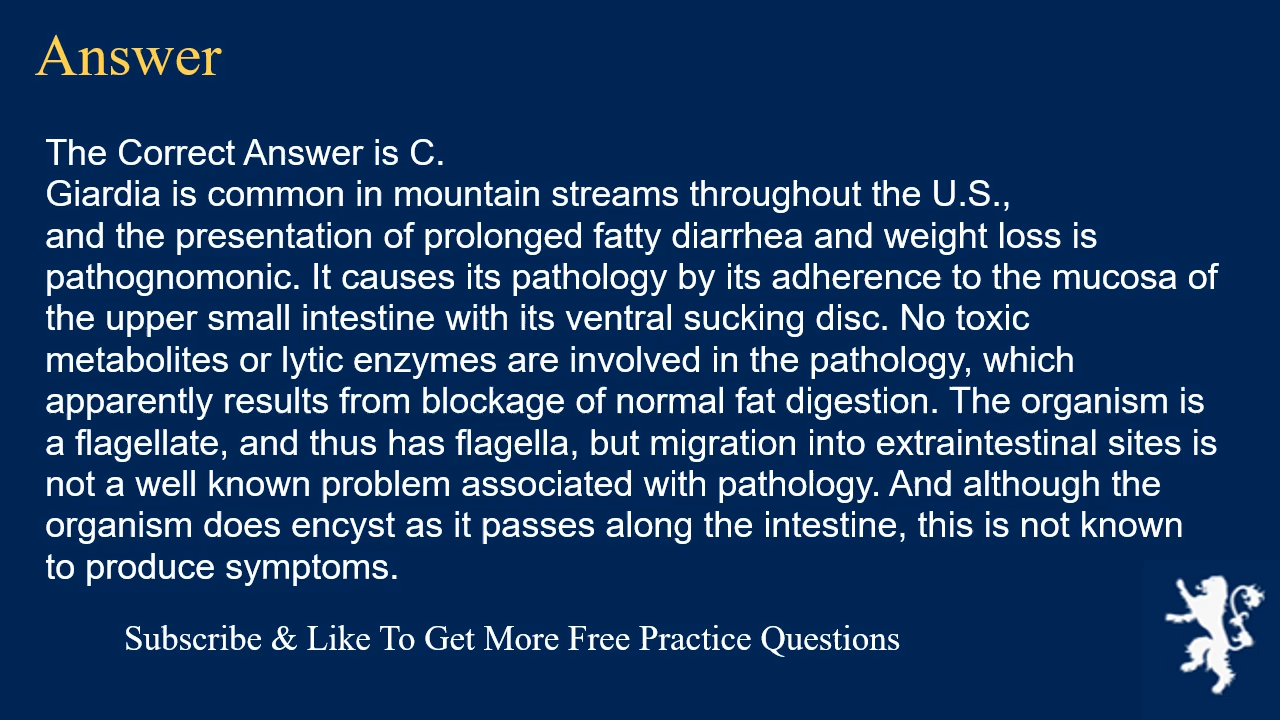 Answer
The Correct Answer is C.
Giardia is common in mountain streams throughout the U.S.,
and the presentation of prolonged fatty diarrhea and weight loss is
pathognomonic. It causes its pathology by its adherence to the mucosa of
the upper small intestine with its ventral sucking disc. No toxic
metabolites or lytic enzymes are involved in the pathology, which
apparently results from blockage of normal fat digestion. The organism is
a flagellate, and thus has flagella, but migration into extraintestinal sites is
not a well known problem associated with pathology. And although the
organism does encyst as it passes along the intestine, this is not known
to produce symptoms.
Subscribe & Like To Get More Free Practice Questions